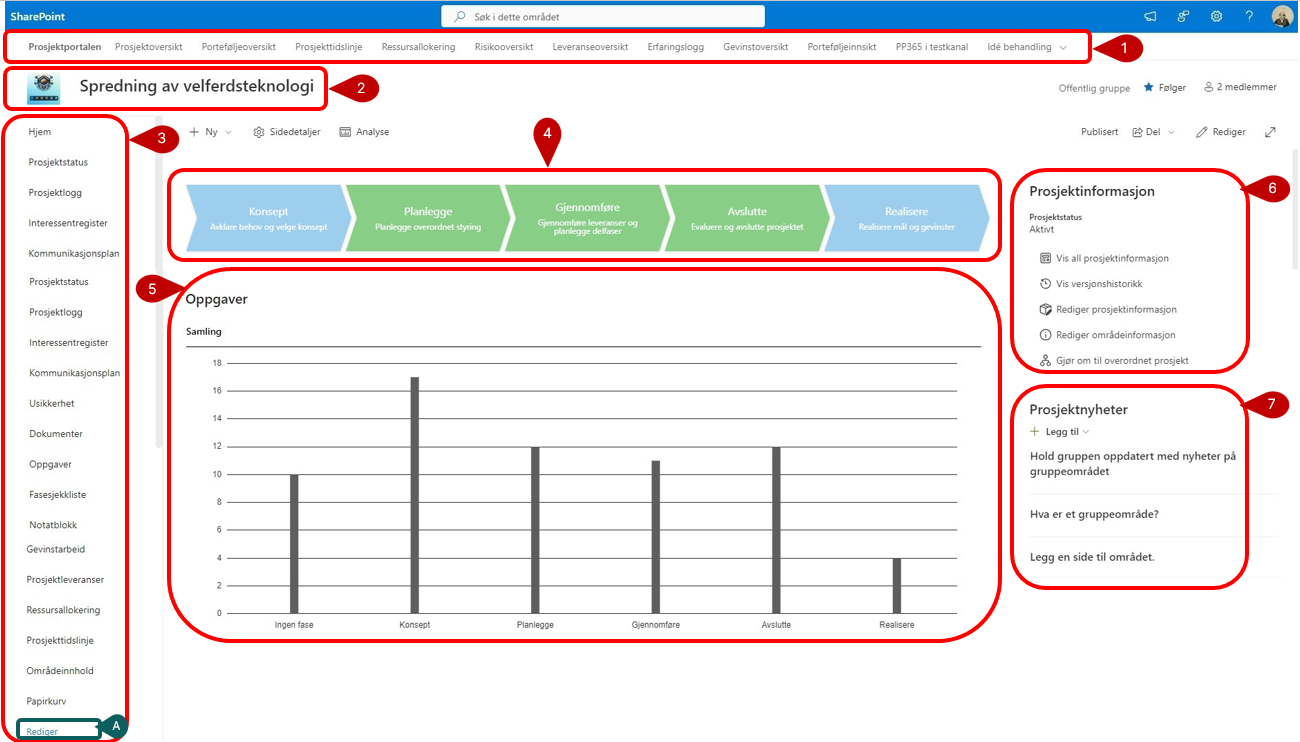 SharePoint
Søk i dette området
?
Prosjektportalen Prosjektoversikt Porteføljeoversikt Prosjekttidslinje Ressursallokering Risikooversikt Leveranseoversikt Erfaringslogg Gevinstoversikt Porteføljeinnsikt PP365 i testkanal Idé behandling
1
Spredning av velferdsteknologi
2
Offentlig gruppe Følger 2 medlemmer
3
Hjem
Prosjektstatus
Prosjektlogg
Interessentregister
Kommunikasjonsplan
Prosjektstatus
Prosjektlogg
Interessentregister
Kommunikasjonsplan
Usikkerhet
Dokumenter
Oppgaver
Fasesjekkliste
Notatblokk
Gevinstarbeid
Prosjektleveranser
Ressursallokering
Prosjekttidslinje
Områdeinnhold
Papirkurv
Rediger
A
Ny Sidedetaljer Analyse
Publisert Del Rediger
4
Konsept
Avklare behov og velge konsept
Planlegge
Planlegge overordnet styring
Gjennomføre
Gjennomføre leveranser og
planlegge delfaser
Avslutte
Evaluere og avslutte prosjektet
Realisere
Realisere mål og gevinster
5
Oppgaver
Samling
18
16
14
12
10
8
6
4
2
0
Ingen fase Konsept Planlegge Gjennomføre Avslutte Realisere
6
Prosjektinformasjon
Prosjektstatus
Aktivt
Vis all prosjektinformasjon
Vis versjonshistorikk
Rediger prosjektinformasjon
Rediger områdeinformasjon
Gjør om til overordnet prosjekt
7
Prosjektnyheter
Legg til
Hold gruppen oppdatert med nyheter på
gruppeområdet
Hva er et gruppeområde?
Legg en side til området.